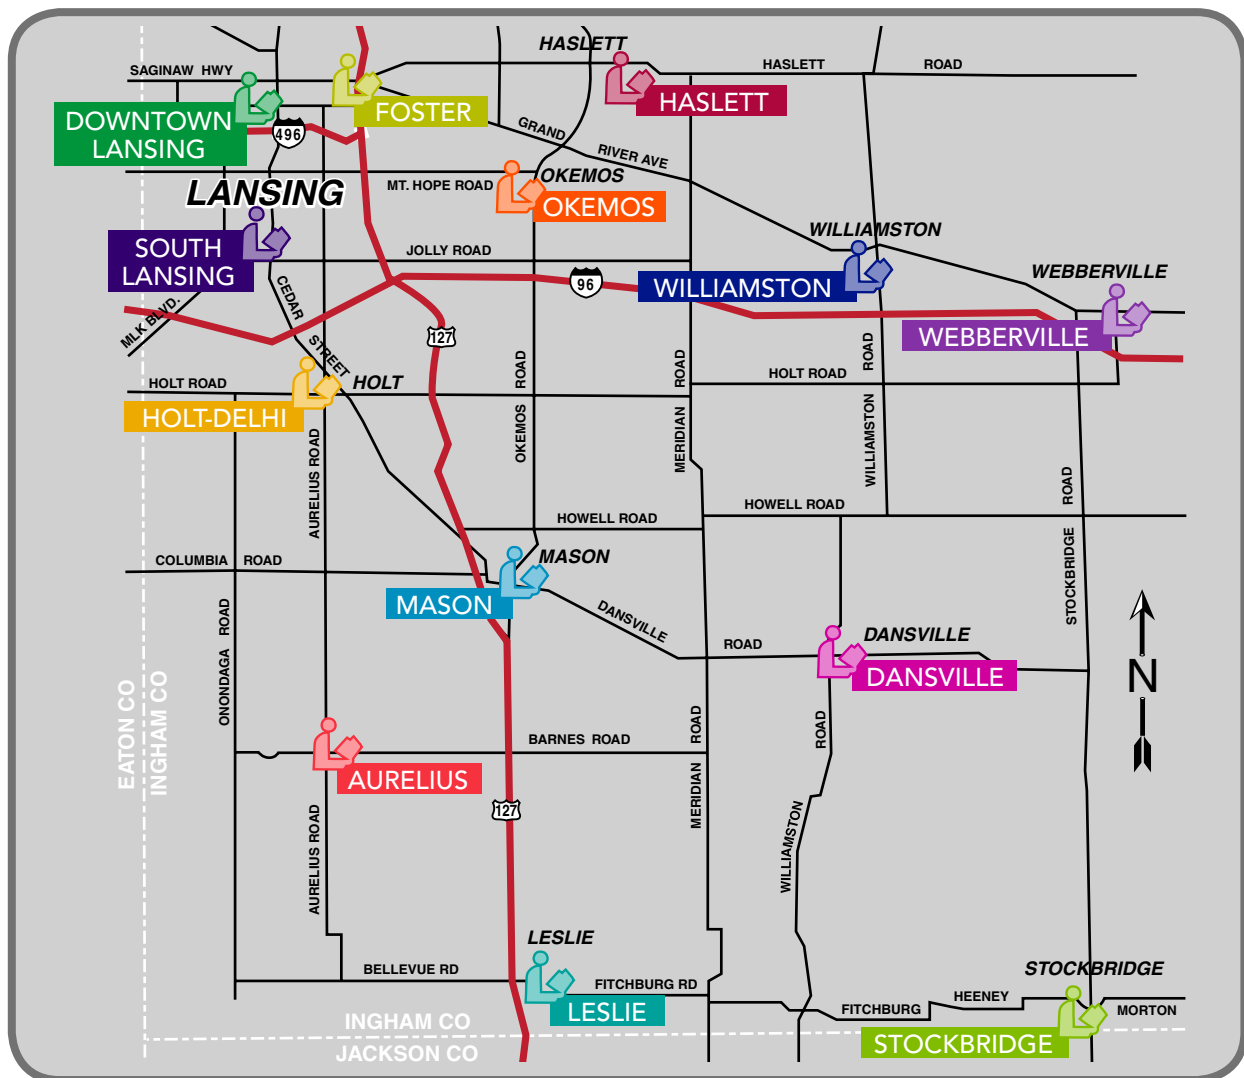 HASLETT
SAGINAW HWY
HASLETT ROAD
FOSTER
HASLETT
DOWNTOWN
LANSING
496
GRAND
RIVER AVE
MT. HOPE ROAD
OKEMOS
LANSING
OKEMOS
SOUTH
LANSING
JOLLY ROAD
WILLIAMSTON
WEBBERVILLE
96
WILLIAMSTON
CEDAR
STREET
MLK BLVD.
127
WEBBERVILLE
HOLT ROAD
HOLT
HOLT ROAD
HOLT-DELHI
OKEMOS ROAD
MERIDIAN ROAD
WILLIAMSTON ROAD
AURELIUS ROAD
STOCKBRIDGE ROAD
HOWELL ROAD
HOWELL ROAD
COLUMBIA ROAD
MASON
MASON
DANSVILLE ROAD
DANSVILLE
DANSVILLE
ONONDAGA ROAD
N
EATON CO
INGHAM CO
BARNES ROAD
AURELIUS
MERIDIAN ROAD
WILLIAMSTON ROAD
127
AURELIUS ROAD
LESLIE
BELLEVUE RD
FITCHBURG RD
LESLIE
STOCKBRIDGE
HEENEY
FITCHBURG
MORTON
STOCKBRIDGE
INGHAM CO
JACKSON CO